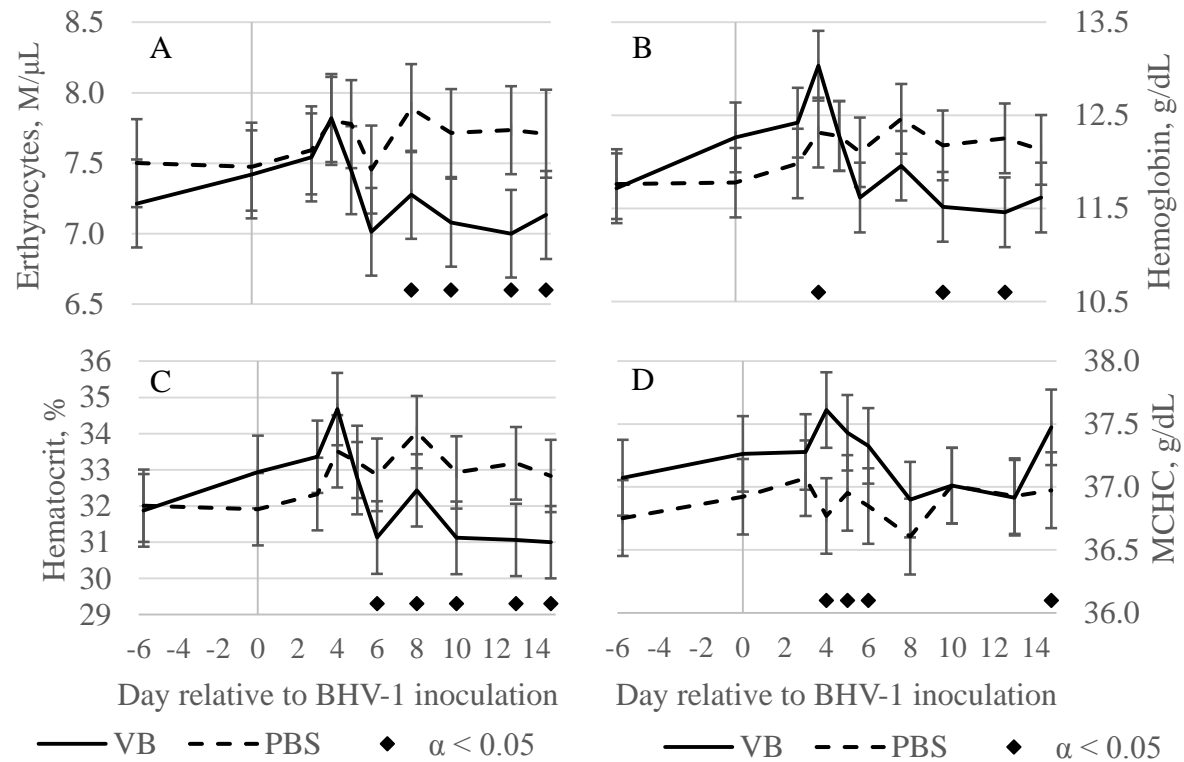 A
Erthyrocytes, M/µL
8.5
8.0
7.5
7.0
6.5
B
Hemoglobin, g/dL
13.5
12.5
11.5
10.5
C
Hematocrit, %
36
35
34
33
32
31
30
29
-6 -4 -2 0 2 4 6 8 10 12 14
Day relative to BHV-1 inoculation
D
MCHC, g/dL
38.0
37.5
37.0
36.5
36.0
-6 -4 -2 0 2 4 6 8 10 12 14
Day relative to BHV-1 inoculation
VB PBS α < 0.05
VB PBS α < 0.05